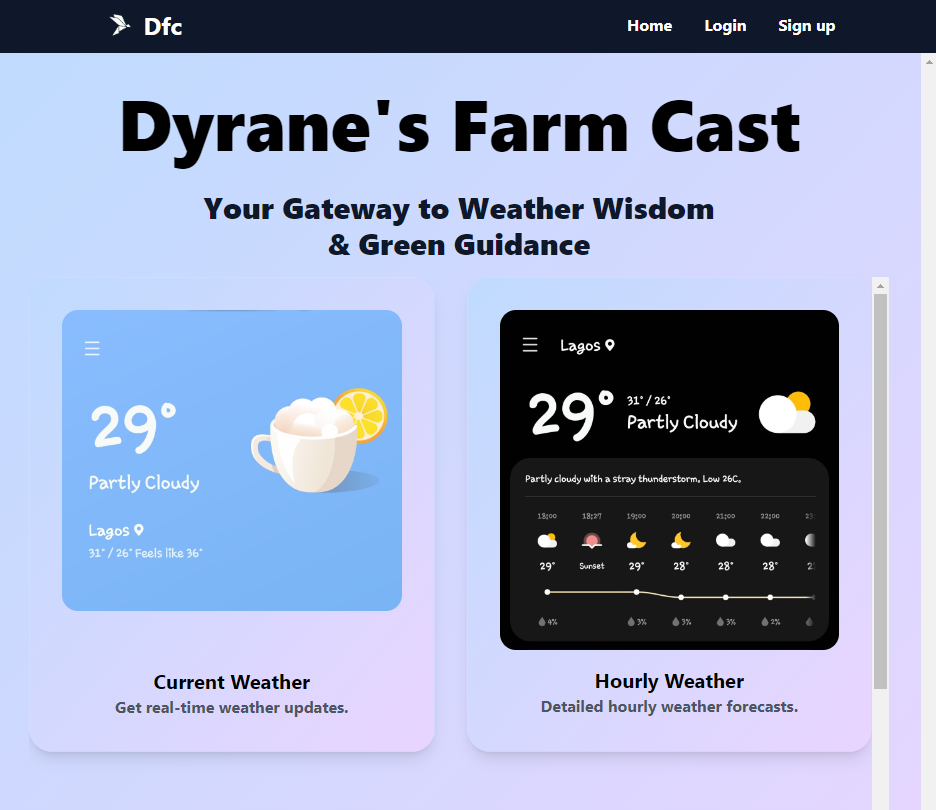 Dfc
Home Login Sign up
Dyrane's Farm Cast
Your Gateway to Weather Wisdom
& Green Guidance
29°
Partly Cloudy
Lagos
31° / 26° Feels like 36°
Current Weather
Get real-time weather updates.
Lagos
29° 31° / 26°
Partly Cloudy
Partly cloudy with a stray thunderstorm. Low 26C.
18:00 18:27 19:00 20:00 21:00 22:00
29° Sunset 29° 28° 28° 28°
4% 3% 3% 3% 2%
Hourly Weather
Detailed hourly weather forecasts.